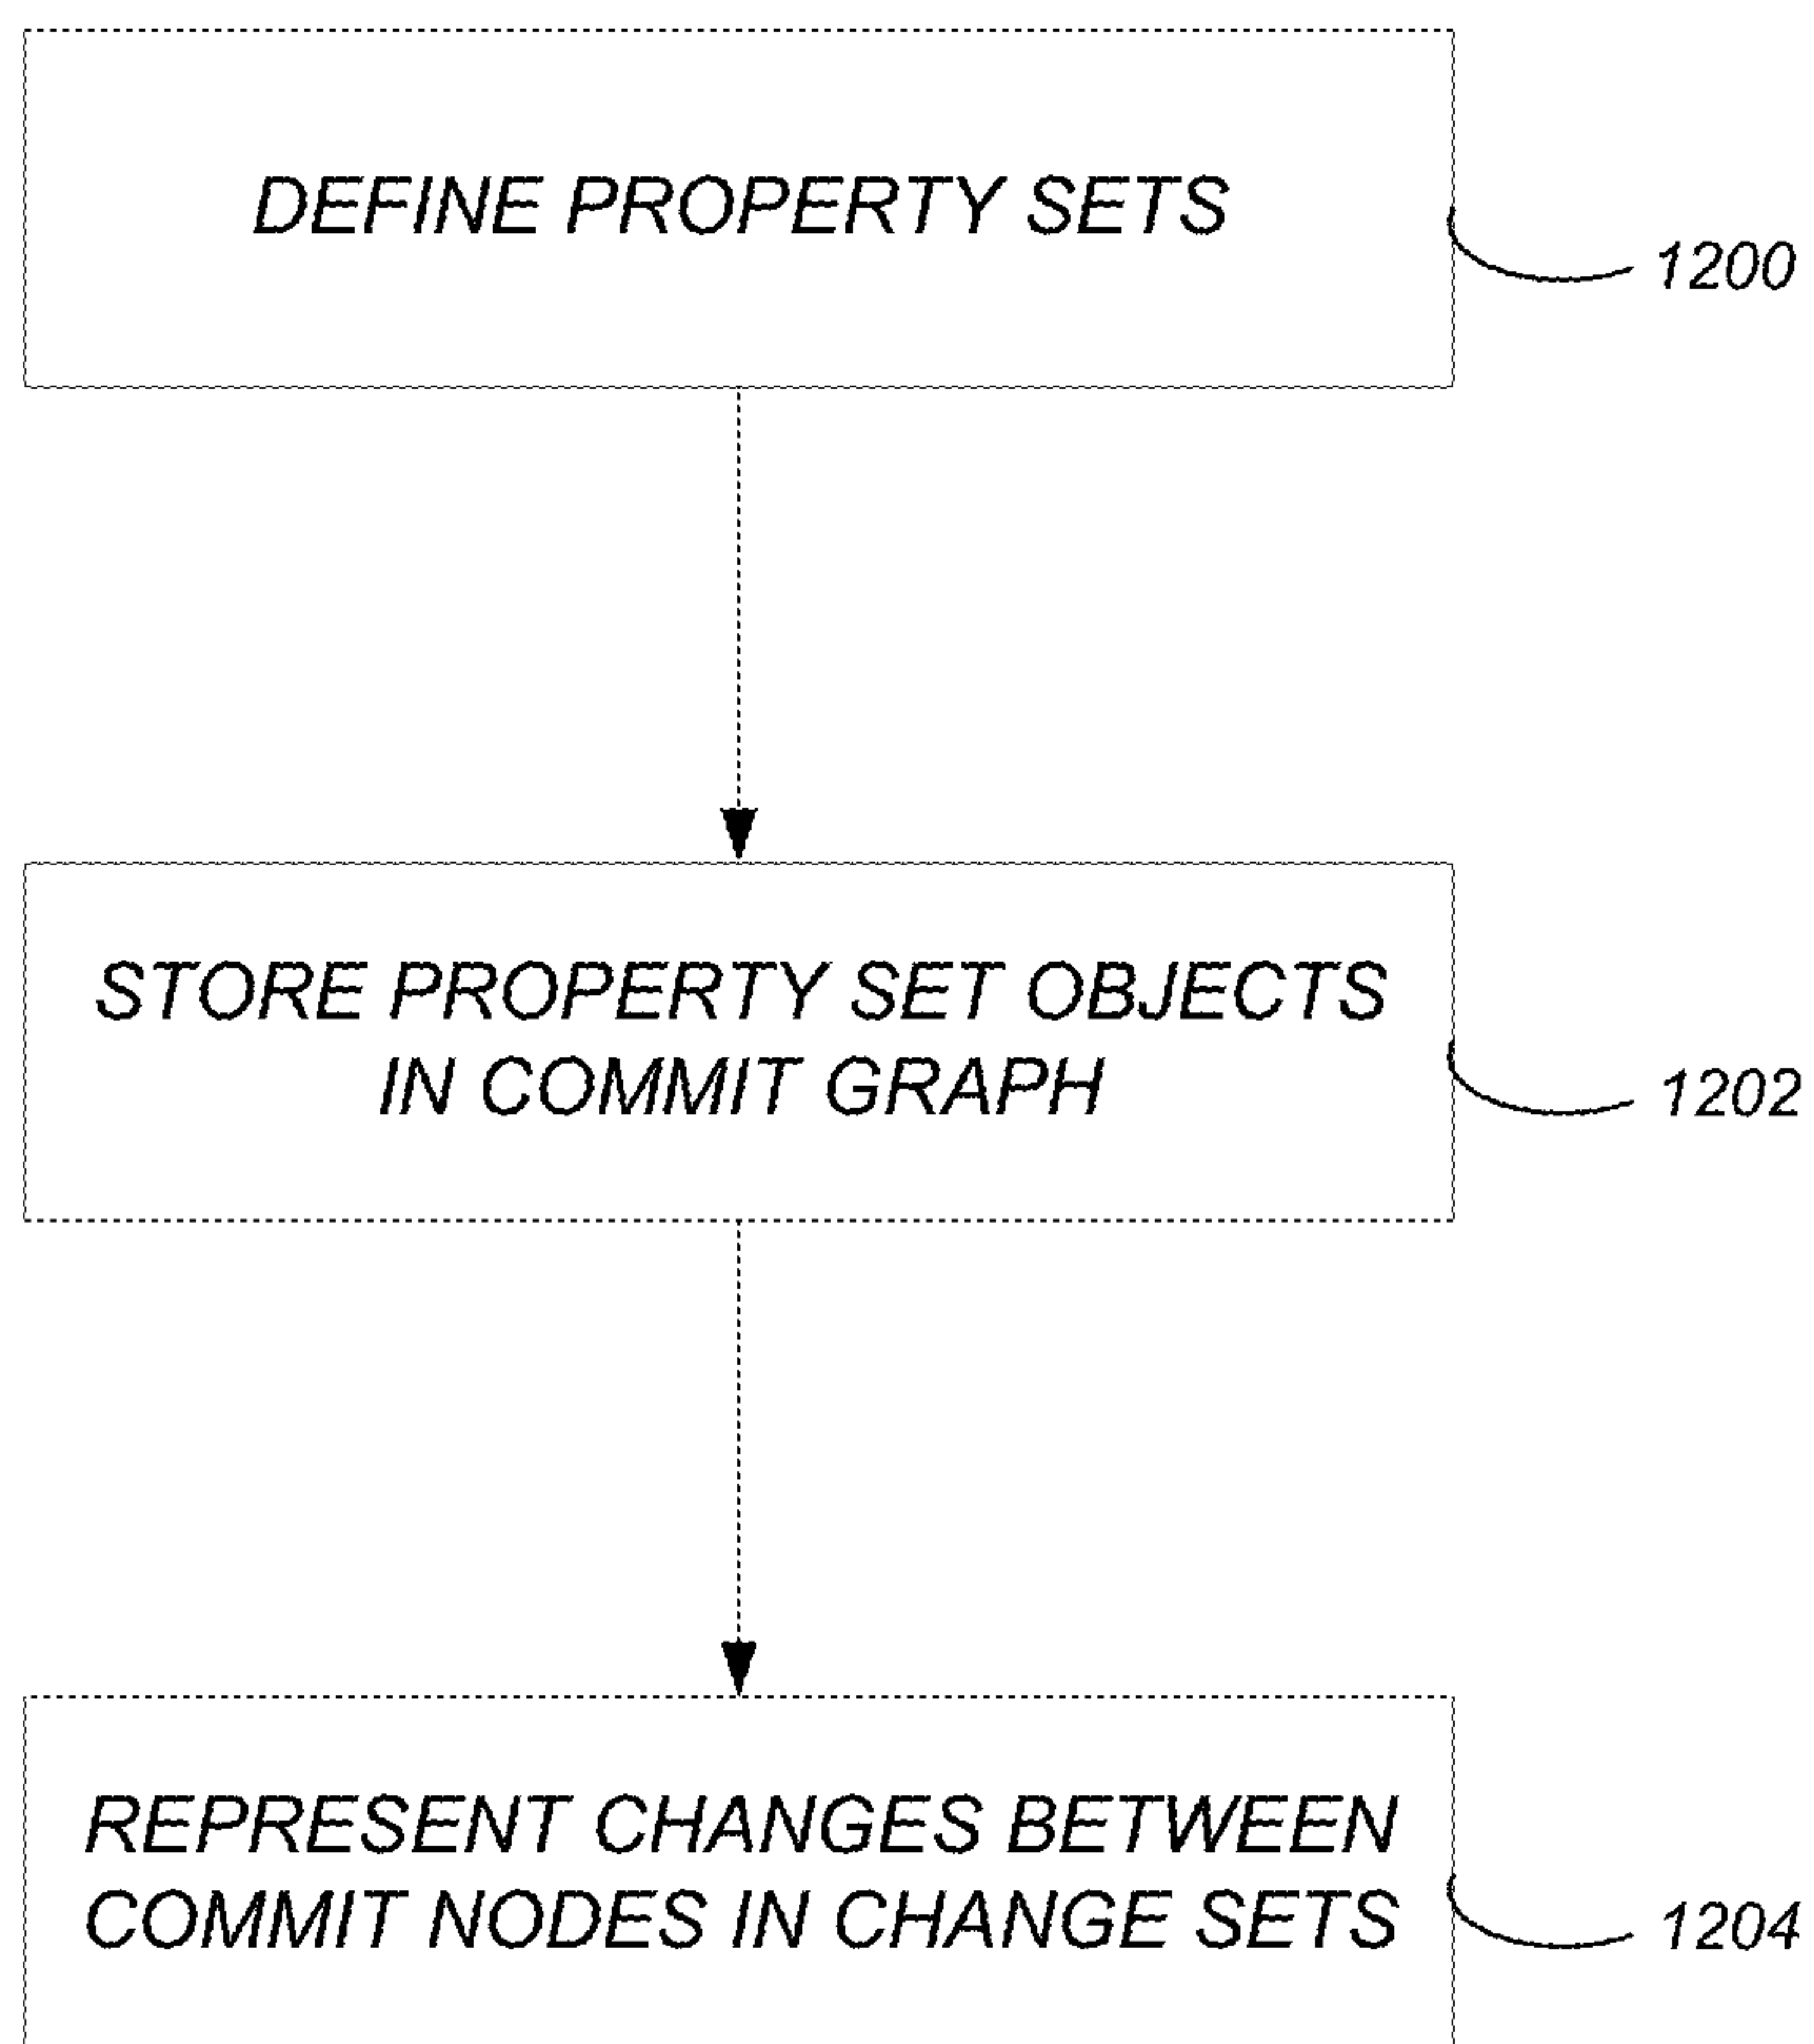 DEFINE PROPERTY SETS
1200
STORE PROPERTY SET OBJECTS
IN COMMIT GRAPH
1202
REPRESENT CHANGES BETWEEN
COMMIT NODES IN CHANGE SETS
1204